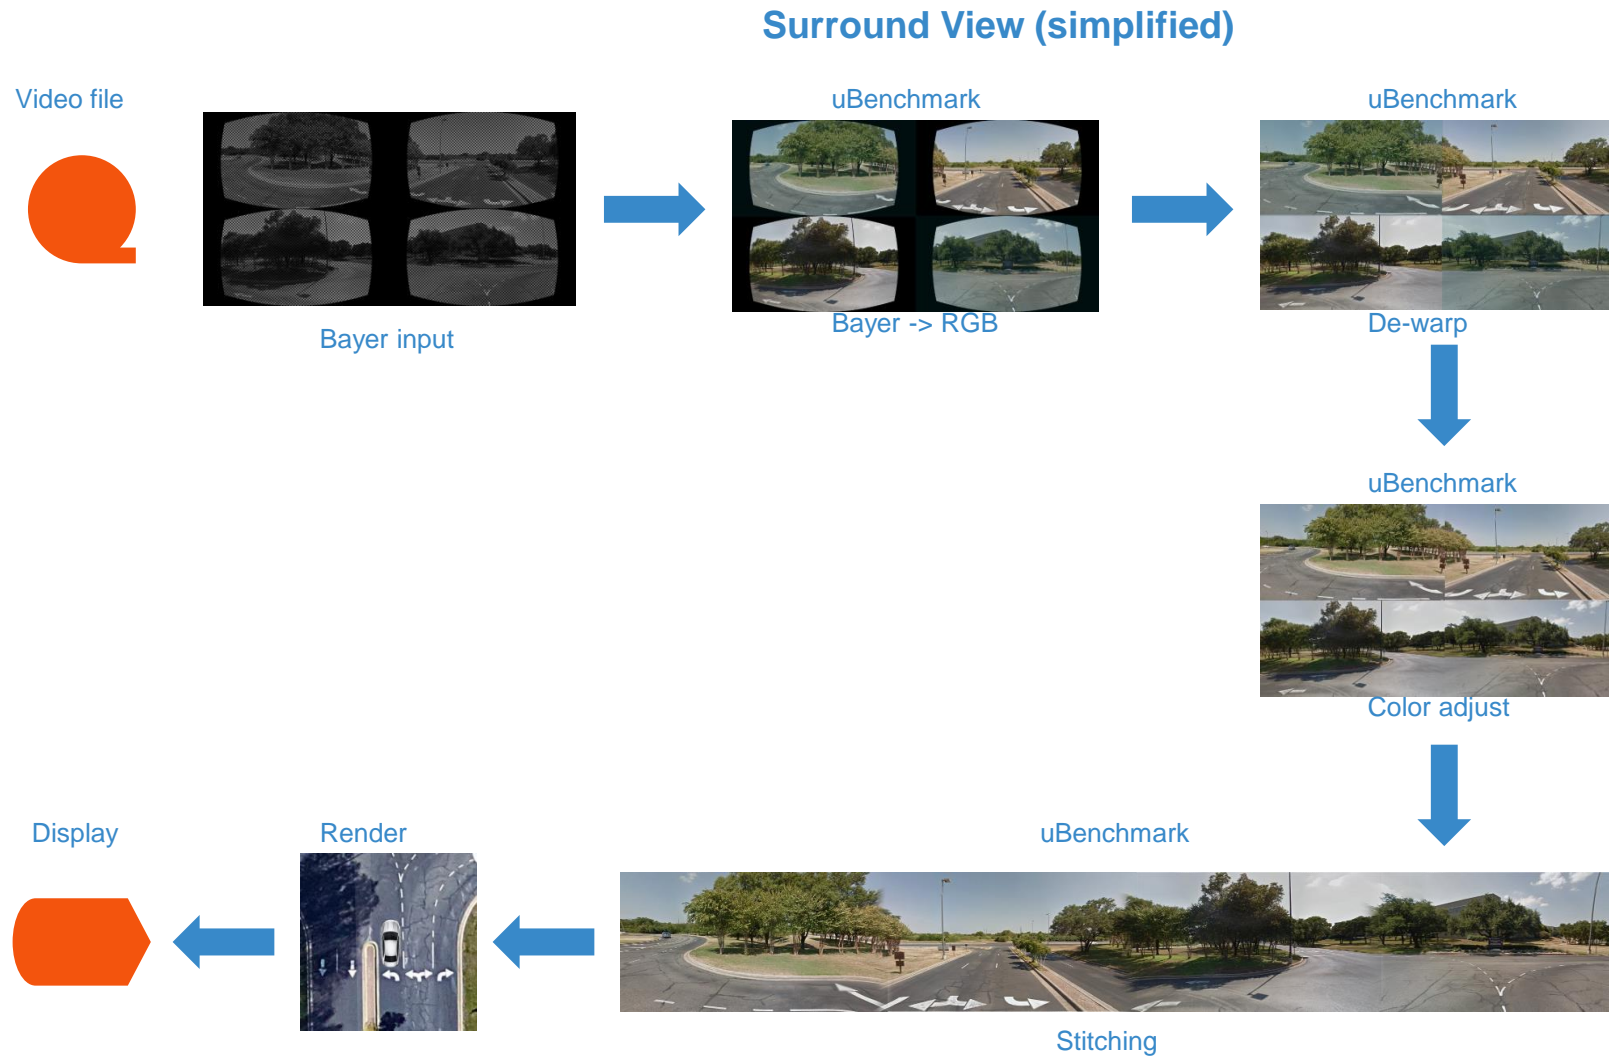 Surround View (simplified)
Video file
uBenchmark
uBenchmark
Bayer input
Bayer -> RGB
De-warp
uBenchmark
Color adjust
Display
Render
uBenchmark
Stitching